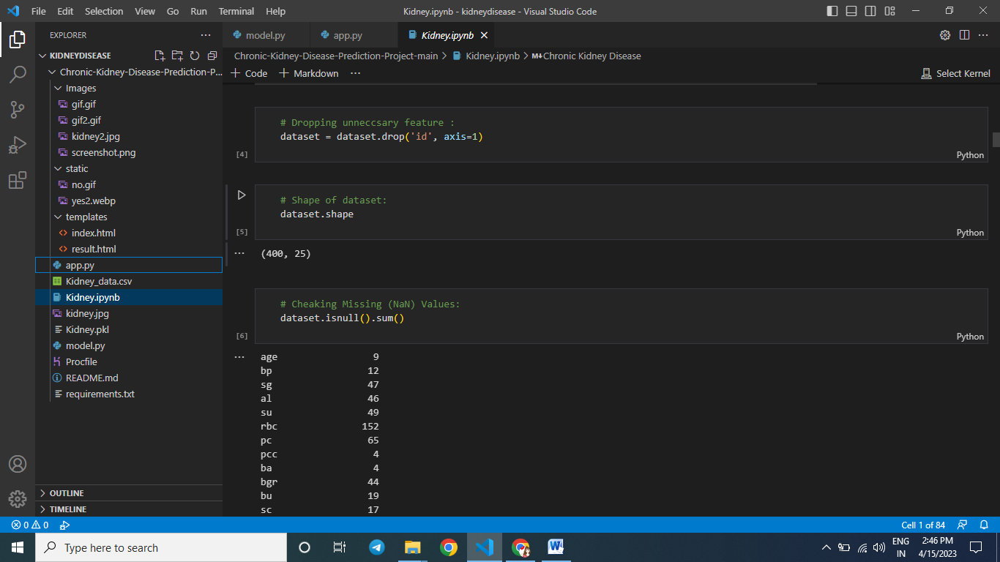 File Edit Selection View Go Run Terminal Help
Kidney.ipynb - kidneydisease - Visual Studio Code
EXPLORER
KIDNEYDISEASE
Chronic-Kidney-Disease-Prediction-P...
Images
gif.gif
gif2.gif
kidney2.jpg
screenshot.png
static
no.gif
yes2.webp
templates
index.html
result.html
app.py
Kidney_data.csv
Kidney.ipynb
kidney.jpg
Kidney.pkl
model.py
Procfile
README.md
requirements.txt
OUTLINE
TIMELINE
model.py
app.py
Kidney.ipynb
Chronic-Kidney-Disease-Prediction-Project-main > Kidney.ipynb > M↓Chronic Kidney Disease
+ Code + Markdown ...
Select Kernel
# Dropping unneccsary feature :
dataset = dataset.drop('id', axis=1)
[4]
Python
# Shape of dataset:
dataset.shape
[5]
Python
(400, 25)
# Cheaking Missing (NaN) Values:
dataset.isnull().sum()
[6]
Python
age 9
bp 12
sg 47
al 46
su 49
rbc 152
pc 65
pcc 4
ba 4
bgr 44
bu 19
sc 17
0 0
Cell 1 of 84
Type here to search
ENG
IN
2:46 PM
4/15/2023